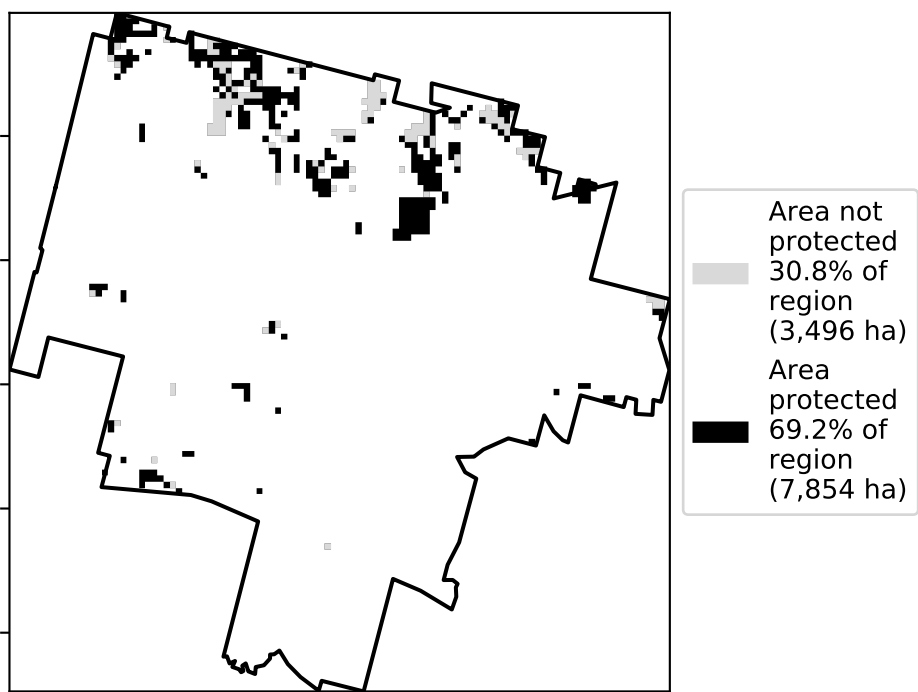 Area not
protected
30.8% of
region
(3,496 ha)
Area
protected
69.2% of
region
(7,854 ha)